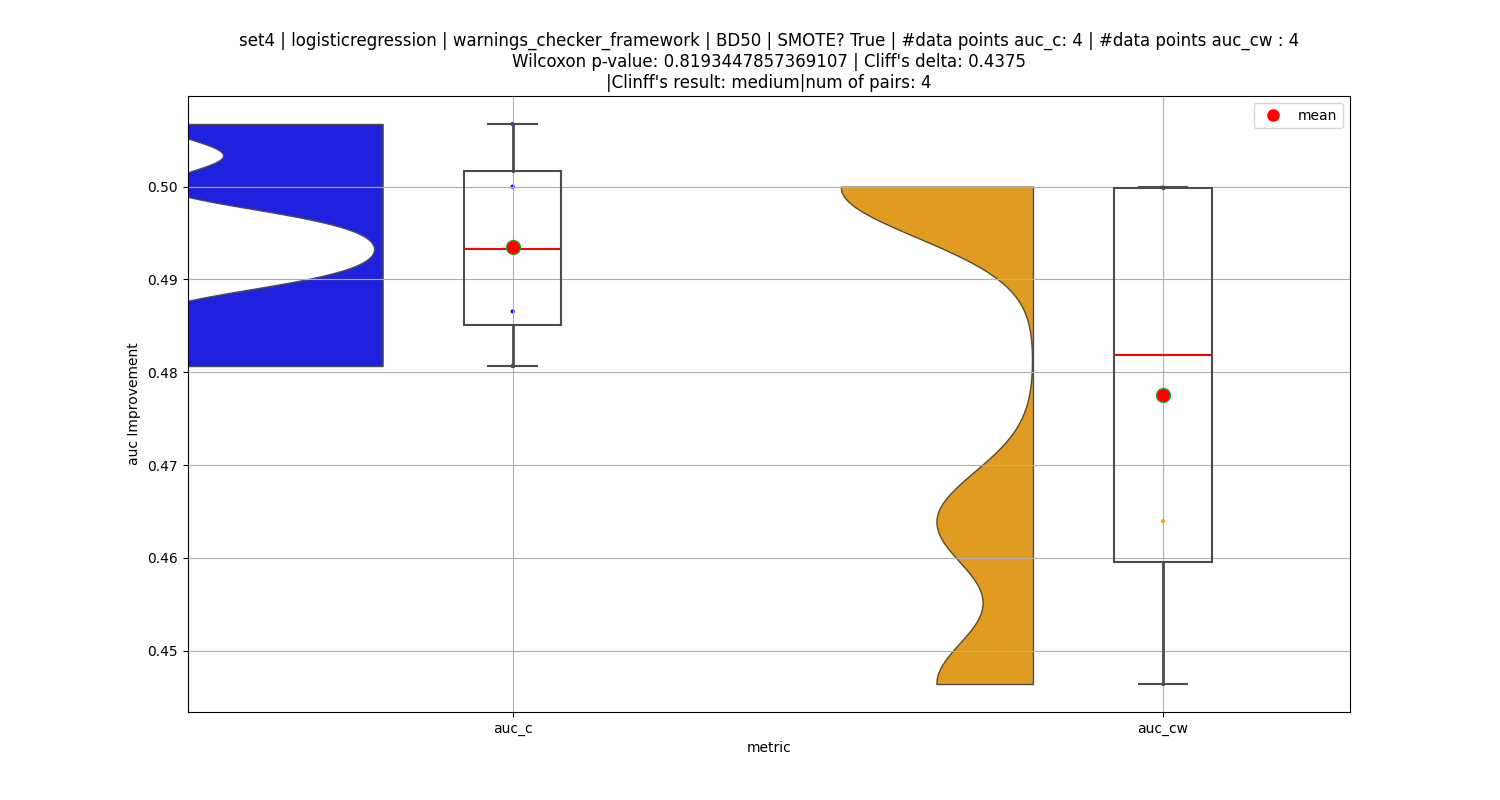 set4 | logisticregression | warnings_checker_framework | BD50 | SMOTE? True | #data points auc_c: 4 | #data points auc_cw : 4
Wilcoxon p-value: 0.8193447857369107 | Cliff's delta: 0.4375
|Clinff's result: medium|num of pairs: 4
mean
0.50
0.49
0.48
0.47
0.46
0.45
auc Improvement
auc_c
auc_cw
metric